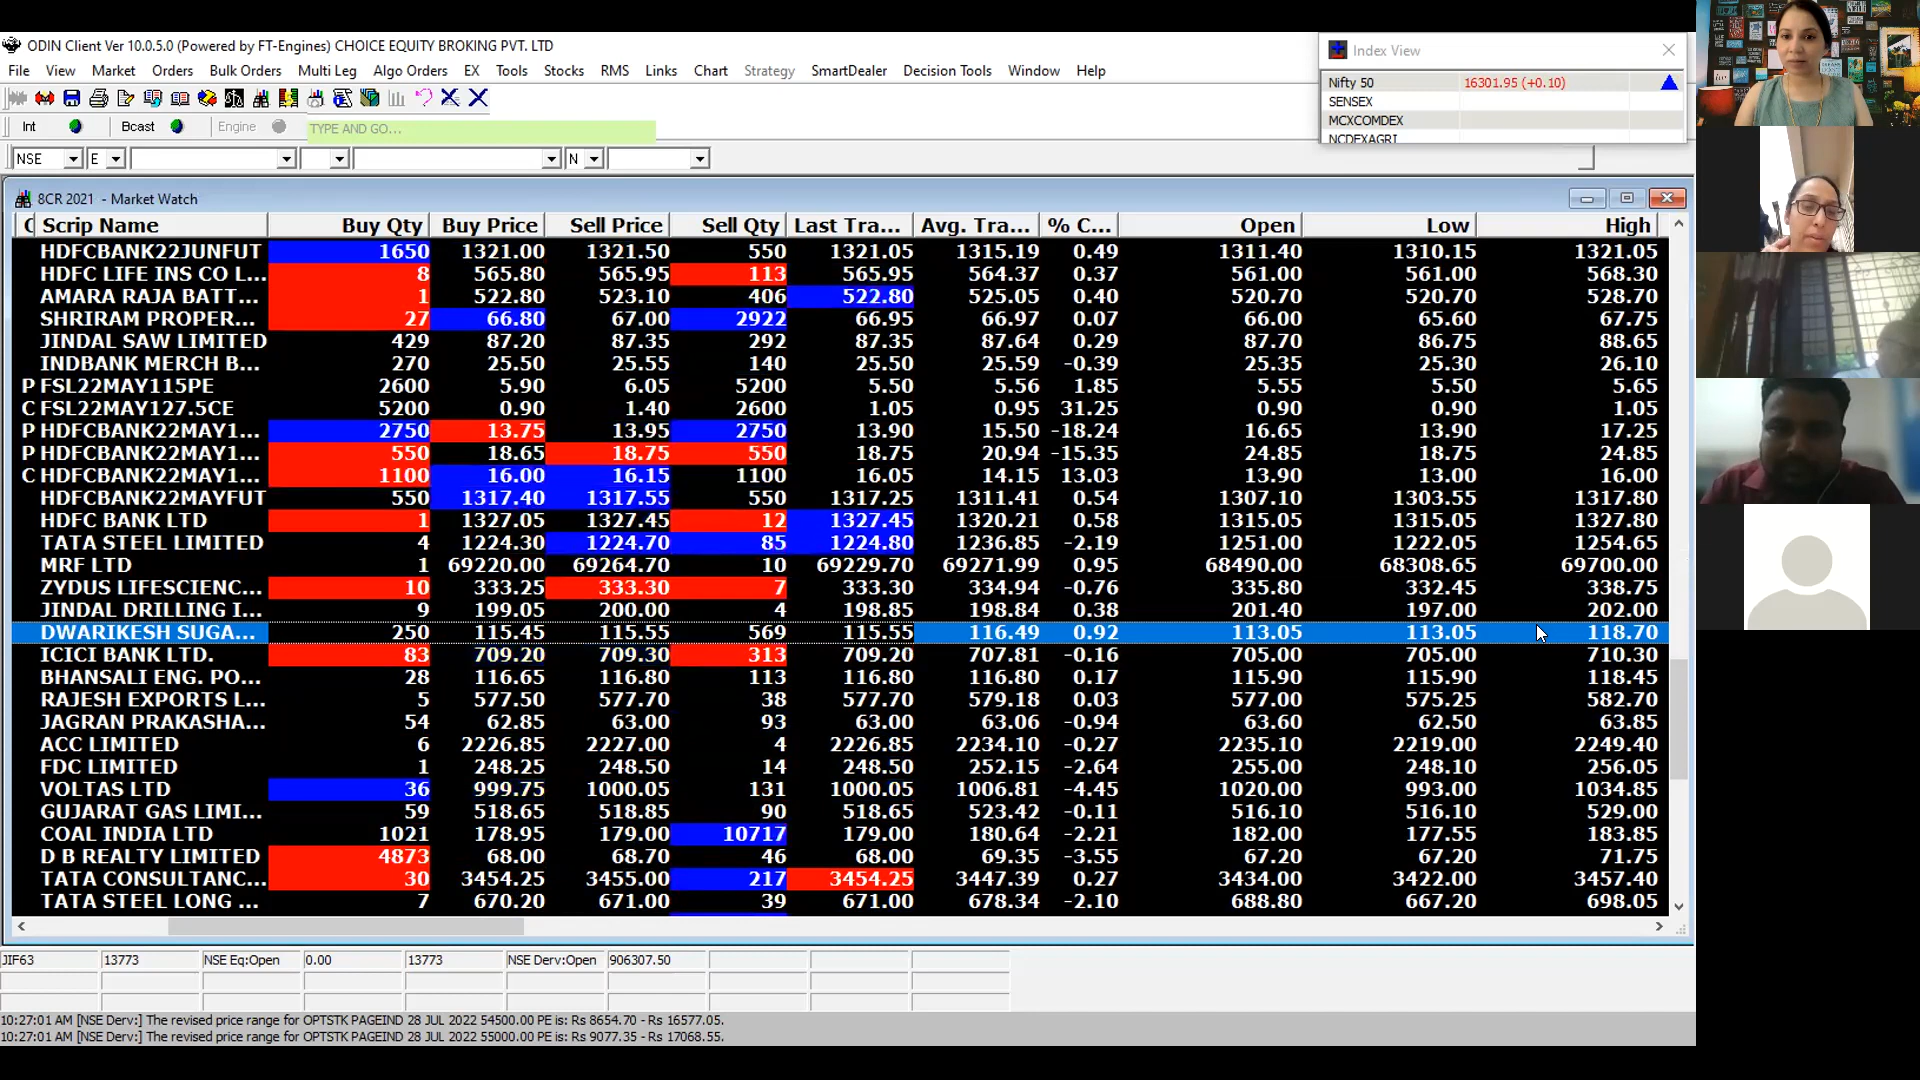 ODIN Client Ver 10.0.5.0 (Powered by FT-Engines) CHOICE EQUITY BROKING PVT. LTD
File View Market Orders Bulk Orders Multi Leg Algo Orders EX Tools Stocks RMS Links Chart Strategy SmartDealer Decision Tools Window Help
Index View
Nifty 50 16301.95 (+0.10)
SENSEX
MCXCOMDEX
NCDEXAGRI
Int Bcast Engine TYPE AND GO...
NSE E N
8CR 2021 - Market Watch
C Scrip Name Buy Qty Buy Price Sell Price Sell Qty Last Tra... Avg. Tra... % C... Open Low High
HDFCBANK22JUNFUT 1650 1321.00 1321.50 550 1321.05 1315.19 0.49 1311.40 1310.15 1321.05
HDFC LIFE INS CO L... 8 565.80 565.95 113 565.95 564.37 0.37 561.00 561.00 568.30
AMARA RAJA BATT... 1 522.80 523.10 406 522.80 525.05 0.40 520.70 520.70 528.70
SHRIRAM PROPER... 27 66.80 67.00 2922 66.95 66.97 0.07 66.00 65.60 67.75
JINDAL SAW LIMITED 429 87.20 87.35 292 87.35 87.64 0.29 87.70 86.75 88.65
INDBANK MERCH B... 270 25.50 25.55 140 25.50 25.59 -0.39 25.35 25.30 26.10
P FSL22MAY115PE 2600 5.90 6.05 5200 5.50 5.56 1.85 5.55 5.50 5.65
C FSL22MAY127.5CE 5200 0.90 1.40 2600 1.05 0.95 31.25 0.90 0.90 1.05
P HDFCBANK22MAY1... 2750 13.75 13.95 2750 13.90 15.50 -18.24 16.65 13.90 17.25
P HDFCBANK22MAY1... 550 18.65 18.75 550 18.75 20.94 -15.35 24.85 18.75 24.85
C HDFCBANK22MAY1... 1100 16.00 16.15 1100 16.05 14.15 13.03 13.90 13.00 16.00
HDFCBANK22MAYFUT 550 1317.40 1317.55 550 1317.25 1311.41 0.54 1307.10 1303.55 1317.80
HDFC BANK LTD 1 1327.05 1327.45 12 1327.45 1320.21 0.58 1315.05 1315.05 1327.80
TATA STEEL LIMITED 4 1224.30 1224.70 85 1224.80 1236.85 -2.19 1251.00 1222.05 1254.65
MRF LTD 1 69220.00 69264.70 10 69229.70 69271.99 0.95 68490.00 68308.65 69700.00
ZYDUS LIFESCIENC... 10 333.25 333.30 7 333.30 334.94 -0.76 335.80 332.45 338.75
JINDAL DRILLING I... 9 199.05 200.00 4 198.85 198.84 0.38 201.40 197.00 202.00
DWARIKESH SUGA... 250 115.45 115.55 569 115.55 116.49 0.92 113.05 113.05 118.70
ICICI BANK LTD. 83 709.20 709.30 313 709.20 707.81 -0.16 705.00 705.00 710.30
BHANSALI ENG. PO... 28 116.65 116.80 113 116.80 116.80 0.17 115.90 115.90 118.45
RAJESH EXPORTS L... 5 577.50 577.70 38 577.70 579.18 0.03 577.00 575.25 582.70
JAGRAN PRAKASHA... 54 62.85 63.00 93 63.00 63.06 -0.94 63.60 62.50 63.85
ACC LIMITED 6 2226.85 2227.00 4 2226.85 2234.10 -0.27 2235.10 2219.00 2249.40
FDC LIMITED 1 248.25 248.50 14 248.50 252.15 -2.64 255.00 248.10 256.05
VOLTAS LTD 36 999.75 1000.05 131 1000.05 1006.81 -4.45 1020.00 993.00 1034.85
GUJARAT GAS LIMI... 59 518.65 518.85 90 518.65 523.42 -0.11 516.10 516.10 529.00
COAL INDIA LTD 1021 178.95 179.00 10717 179.00 180.64 -2.21 182.00 177.55 183.85
D B REALTY LIMITED 4873 68.00 68.70 46 68.00 69.35 -3.55 67.20 67.20 71.75
TATA CONSULTANC... 30 3454.25 3455.00 217 3454.25 3447.39 0.27 3434.00 3422.00 3457.40
TATA STEEL LONG ... 7 670.20 671.00 39 671.00 678.34 -2.10 688.80 667.20 698.05
JIF63 13773 NSE Eq:Open 0.00 13773 NSE Derv:Open 906307.50
10:27:01 AM [NSE Derv:] The revised price range for OPTSTK PAGEIND 28 JUL 2022 54500.00 PE is: Rs 8654.70 - Rs 16577.05.
10:27:01 AM [NSE Derv:] The revised price range for OPTSTK PAGEIND 28 JUL 2022 55000.00 PE is: Rs 9077.35 - Rs 17068.55.